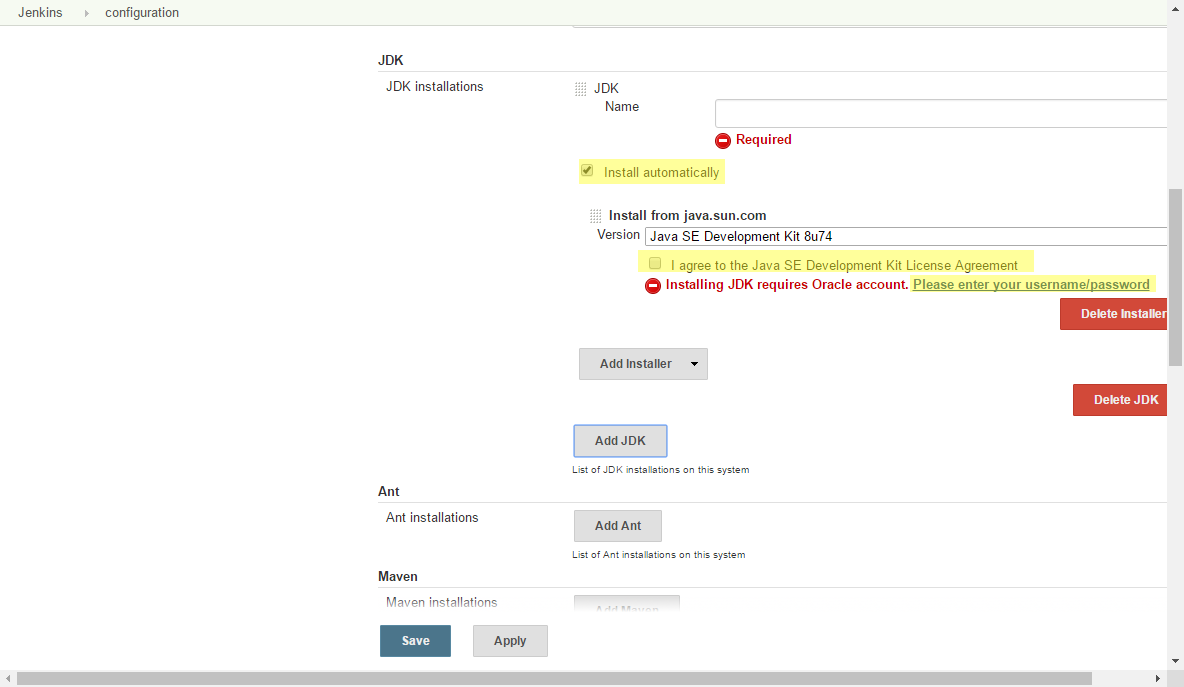 Jenkins configuration
JDK
JDK installations
JDK
Name
Required
Install automatically
Install from java.sun.com
Version Java SE Development Kit 8u74
I agree to the Java SE Development Kit License Agreement
Installing JDK requires Oracle account. Please enter your username/password
Delete Installer
Add Installer
Delete JDK
Add JDK
List of JDK installations on this system
Ant
Ant installations
Add Ant
List of Ant installations on this system
Maven
Maven installations
Add Maven
Save Apply